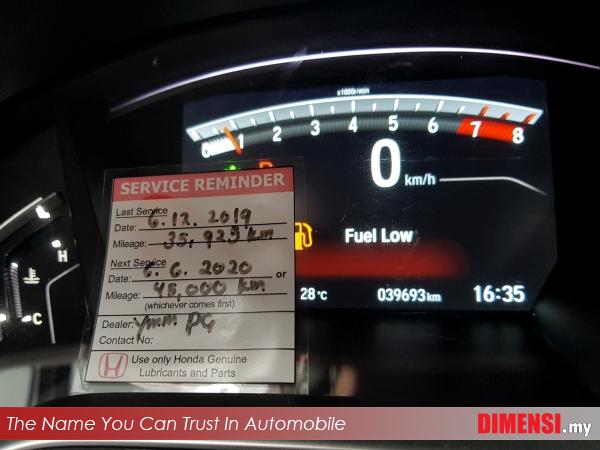 x1000r/min
0 1 2 3 4 5 6 7 8
0 km/h
Fuel Low
28°c 039693 km 16:35
H
C
SERVICE REMINDER
Last Service
Date: 6.12.2019
Mileage: 35,923 km
Next Service
Date: 6.6.2020 or
Mileage: 45,000 km
(whichever comes first)
Dealer: Ymm PG
Contact No:
Use only Honda Genuine
Lubricants and Parts
The Name You Can Trust In Automobile
DIMENSI.my